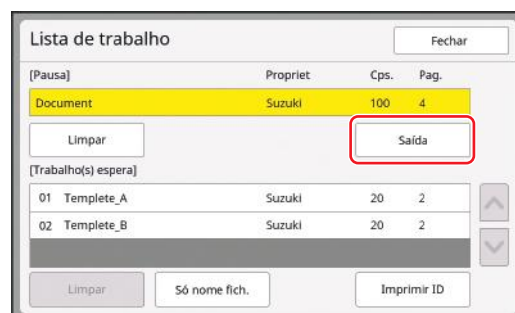 Lista de trabalho Fechar
[Pausa] Propriet Cps. Pag.
Document Suzuki 100 4
Limpar Saída
[Trabalho(s) espera]
01 Templete_A Suzuki 20 2
02 Templete_B Suzuki 20 2
Limpar Só nome fich. Imprimir ID